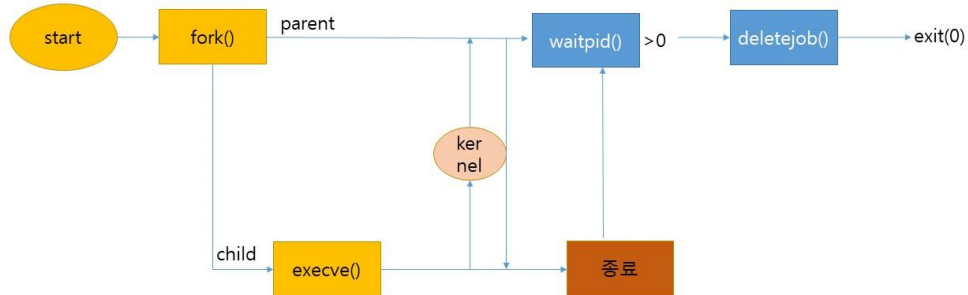 start
fork()
parent
waitpid()
>0
deletejob()
exit(0)
ker
nel
child
execve()
종료